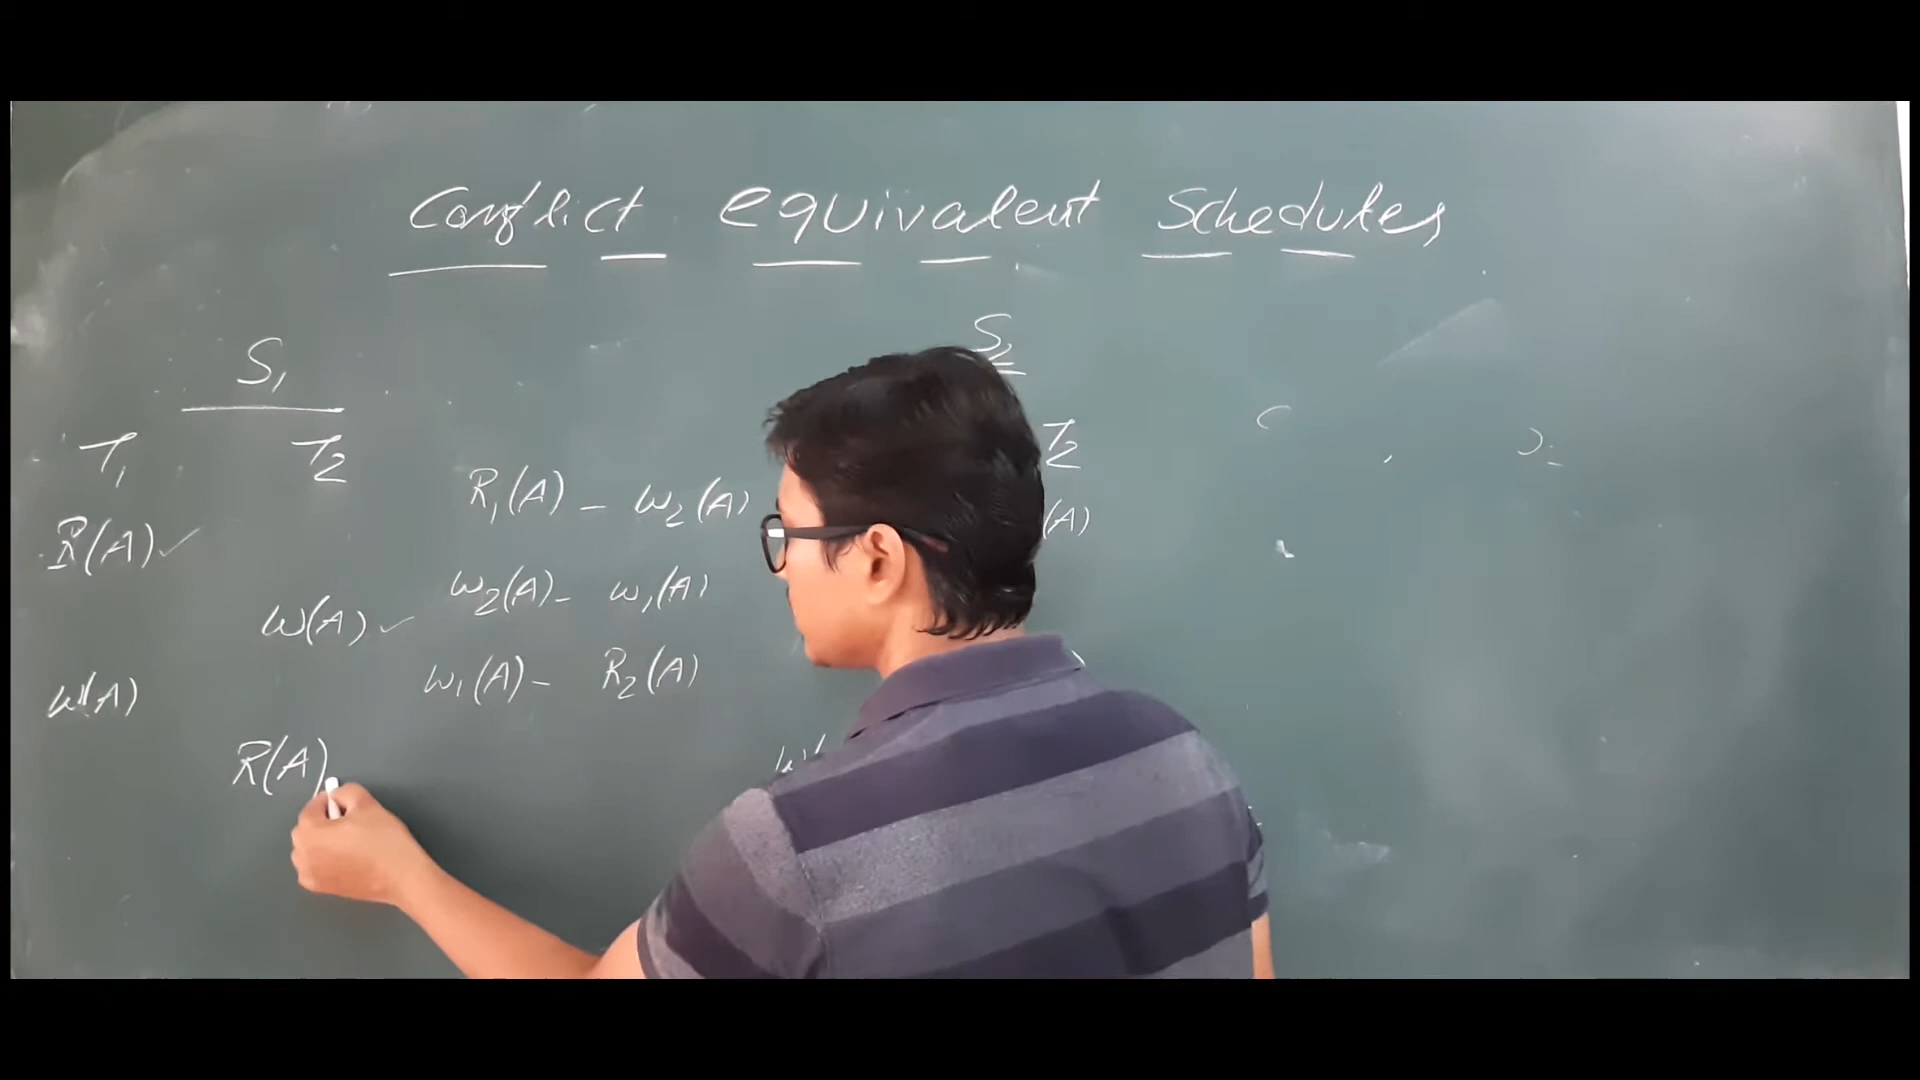 Conflict equivalent Schedules
S1
S2
T1 T2
T2
R(A) ✓
R1(A) - W2(A)
(A)
W(A) ✓
W2(A) - W1(A)
W(A)
W1(A) - R2(A)
R(A)